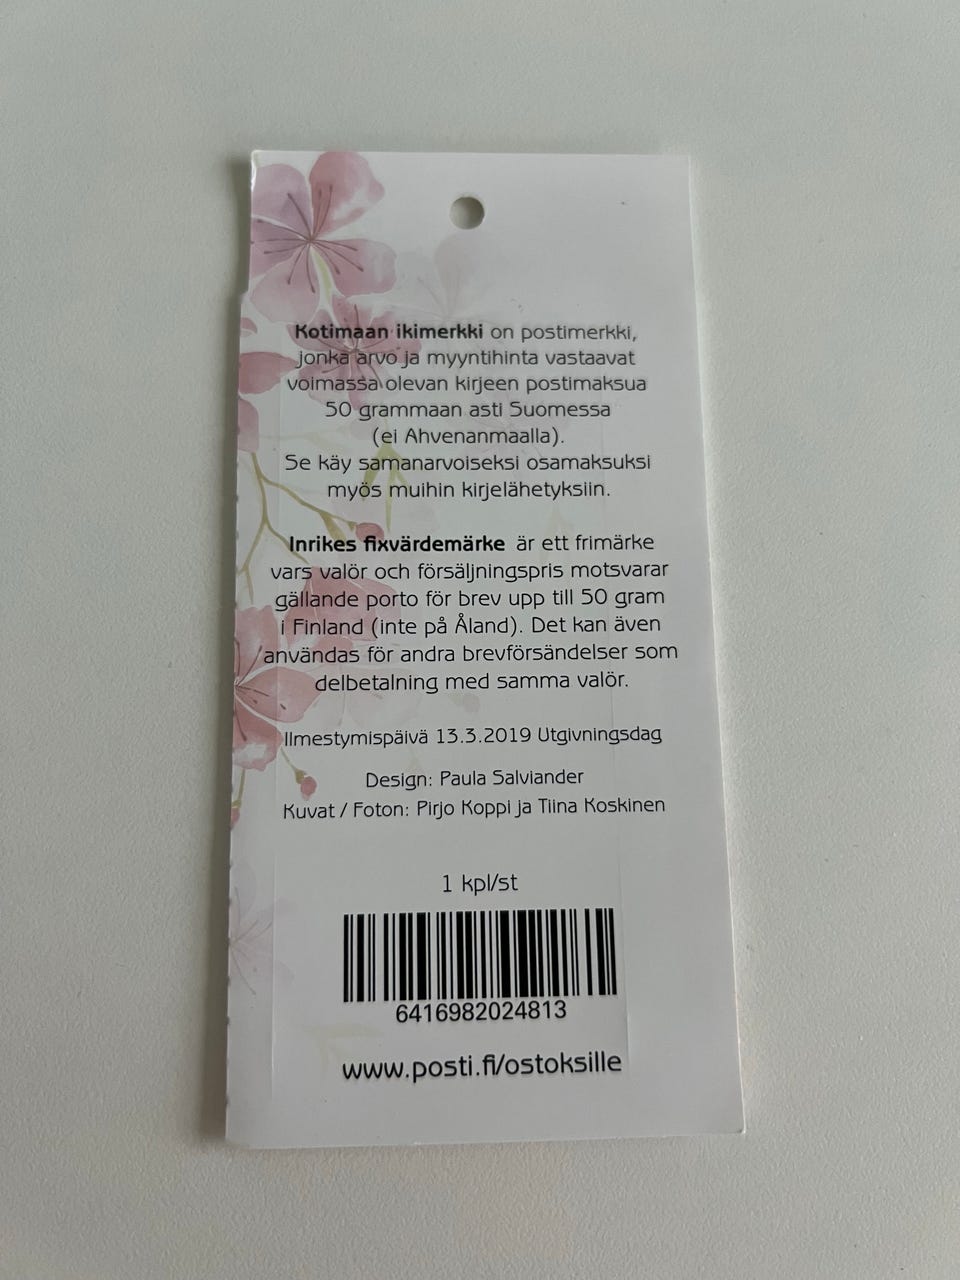 Kotimaan ikimerkki on postimerkki,
jonka arvo ja myyntihinta vastaavat
voimassa olevan kirjeen postimaksua
50 grammaan asti Suomessa
(ei Ahvenanmaalla).
Se käy samanarvoiseksi osamaksuksi
myös muihin kirjelähetyksiin.
Inrikes fixvärdemärke är ett frimärke
vars valör och försäljningspris motsvarar
gällande porto för brev upp till 50 gram
i Finland (inte på Åland). Det kan även
användas för andra brevförsändelser som
delbetalning med samma valör.
Ilmestymispäivä 13.3.2019 Utgivningsdag
Design: Paula Salviander
Kuvat / Foton: Pirjo Koppi ja Tiina Koskinen
1 kpl/st
6416982024813
www.posti.fi/ostoksille